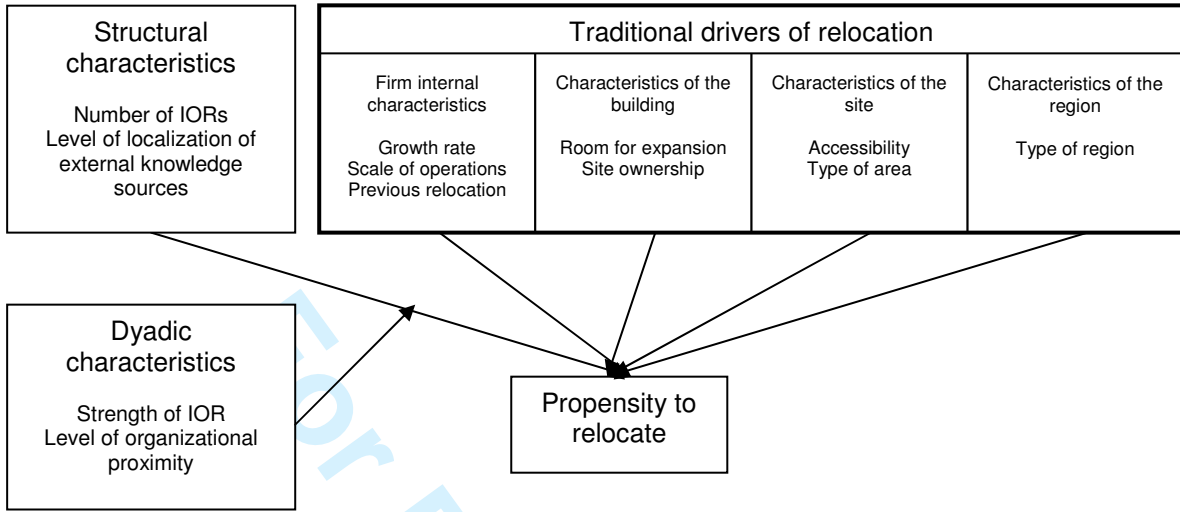 Structural
characteristics
Number of IORs
Level of localization of
external knowledge
sources
Traditional drivers of relocation
Firm internal
characteristics
Growth rate
Scale of operations
Previous relocation
Characteristics of the
building
Room for expansion
Site ownership
Characteristics of the
site
Accessibility
Type of area
Characteristics of the
region
Type of region
Dyadic
characteristics
Strength of IOR
Level of organizational
proximity
Propensity to
relocate
For